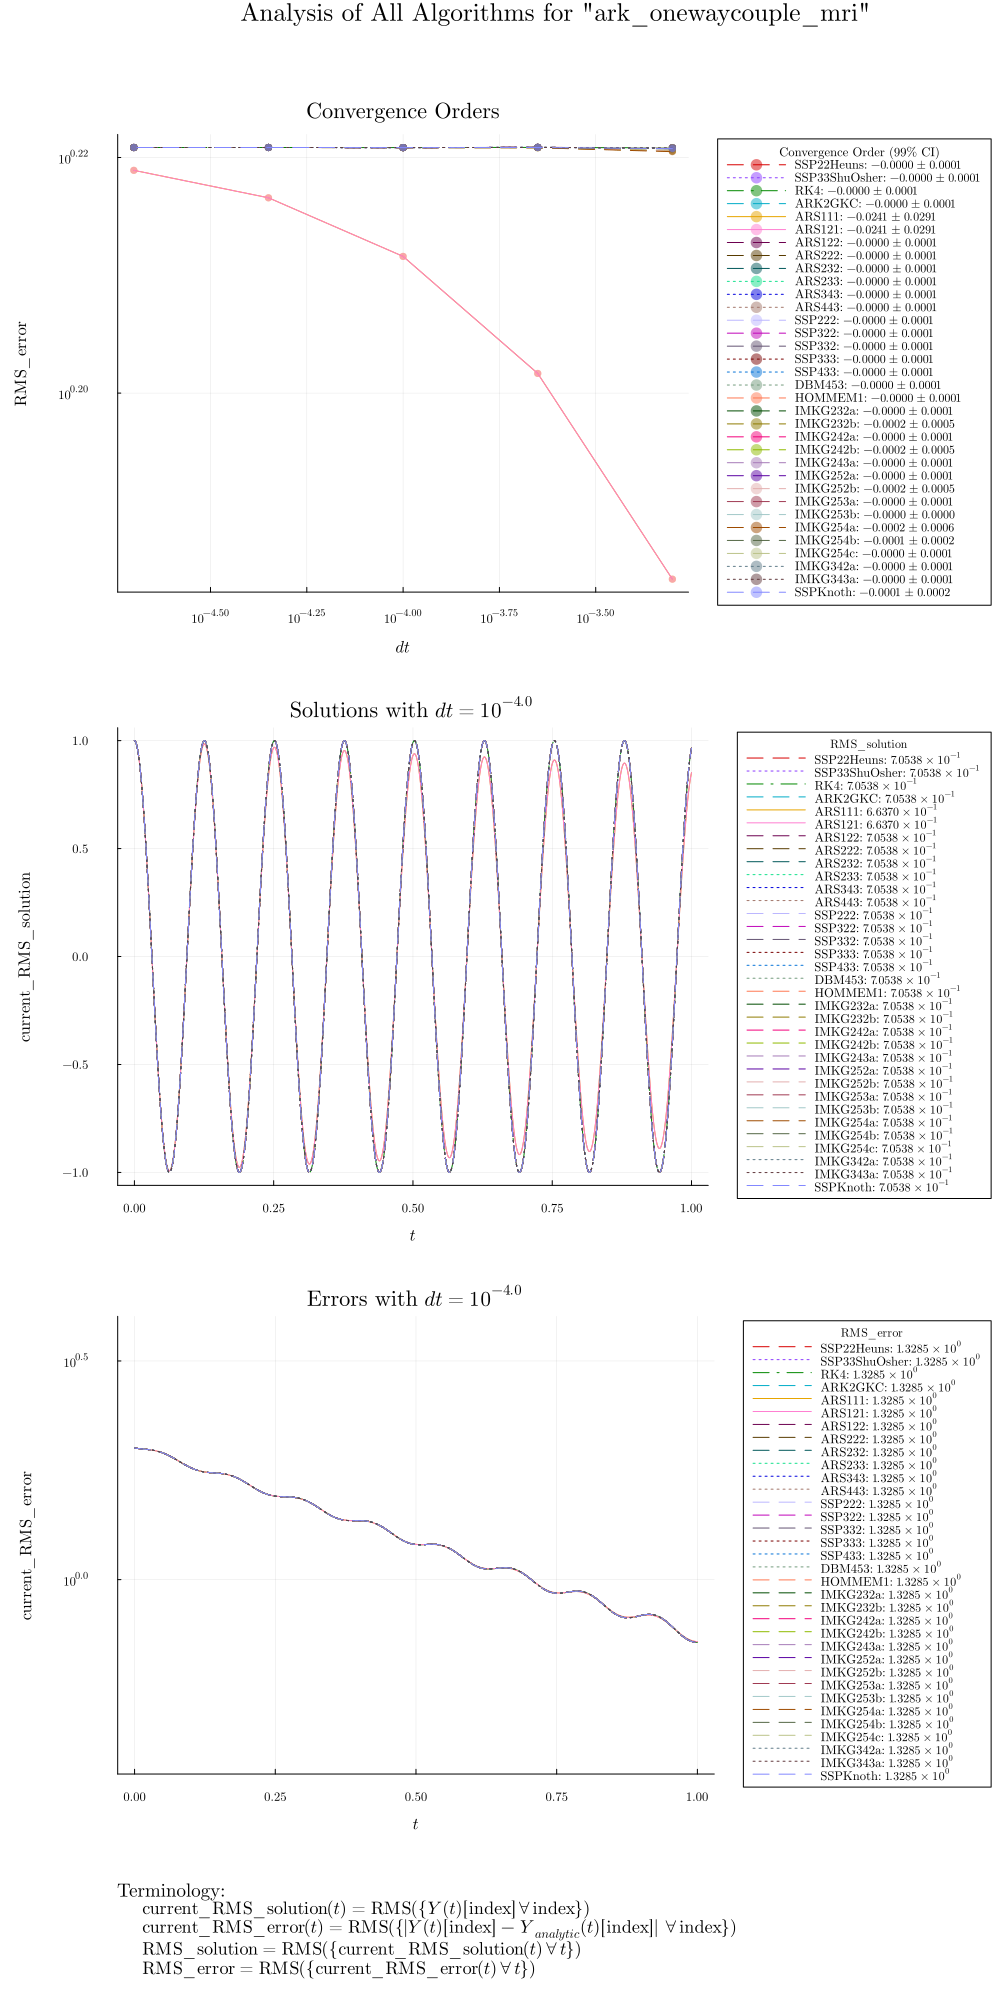 Analysis of All Algorithms for "ark_onewaycouple_mri"
Convergence Orders
RMS_error
10^0.22
10^0.20
10^−4.50
10^−4.25
10^−4.00
10^−3.75
10^−3.50
dt
Convergence Order (99% CI)
SSP22Heuns: −0.0000 ± 0.0001
SSP33ShuOsher: −0.0000 ± 0.0001
RK4: −0.0000 ± 0.0001
ARK2GKC: −0.0000 ± 0.0001
ARS111: −0.0241 ± 0.0291
ARS121: −0.0241 ± 0.0291
ARS122: −0.0000 ± 0.0001
ARS222: −0.0000 ± 0.0001
ARS232: −0.0000 ± 0.0001
ARS233: −0.0000 ± 0.0001
ARS343: −0.0000 ± 0.0001
ARS443: −0.0000 ± 0.0001
SSP222: −0.0000 ± 0.0001
SSP322: −0.0000 ± 0.0001
SSP332: −0.0000 ± 0.0001
SSP333: −0.0000 ± 0.0001
SSP433: −0.0000 ± 0.0001
DBM453: −0.0000 ± 0.0001
HOMMEM1: −0.0000 ± 0.0001
IMKG232a: −0.0000 ± 0.0001
IMKG232b: −0.0002 ± 0.0005
IMKG242a: −0.0000 ± 0.0001
IMKG242b: −0.0002 ± 0.0005
IMKG243a: −0.0000 ± 0.0001
IMKG252a: −0.0000 ± 0.0001
IMKG252b: −0.0002 ± 0.0005
IMKG253a: −0.0000 ± 0.0001
IMKG253b: −0.0000 ± 0.0000
IMKG254a: −0.0002 ± 0.0006
IMKG254b: −0.0001 ± 0.0002
IMKG254c: −0.0000 ± 0.0001
IMKG342a: −0.0000 ± 0.0001
IMKG343a: −0.0000 ± 0.0001
SSPKnoth: −0.0001 ± 0.0002
Solutions with dt = 10^−4.0
current_RMS_solution
1.0
0.5
0.0
−0.5
−1.0
0.00
0.25
0.50
0.75
1.00
t
RMS_solution
SSP22Heuns: 7.0538 × 10^−1
SSP33ShuOsher: 7.0538 × 10^−1
RK4: 7.0538 × 10^−1
ARK2GKC: 7.0538 × 10^−1
ARS111: 6.6370 × 10^−1
ARS121: 6.6370 × 10^−1
ARS122: 7.0538 × 10^−1
ARS222: 7.0538 × 10^−1
ARS232: 7.0538 × 10^−1
ARS233: 7.0538 × 10^−1
ARS343: 7.0538 × 10^−1
ARS443: 7.0538 × 10^−1
SSP222: 7.0538 × 10^−1
SSP322: 7.0538 × 10^−1
SSP332: 7.0538 × 10^−1
SSP333: 7.0538 × 10^−1
SSP433: 7.0538 × 10^−1
DBM453: 7.0538 × 10^−1
HOMMEM1: 7.0538 × 10^−1
IMKG232a: 7.0538 × 10^−1
IMKG232b: 7.0538 × 10^−1
IMKG242a: 7.0538 × 10^−1
IMKG242b: 7.0538 × 10^−1
IMKG243a: 7.0538 × 10^−1
IMKG252a: 7.0538 × 10^−1
IMKG252b: 7.0538 × 10^−1
IMKG253a: 7.0538 × 10^−1
IMKG253b: 7.0538 × 10^−1
IMKG254a: 7.0538 × 10^−1
IMKG254b: 7.0538 × 10^−1
IMKG254c: 7.0538 × 10^−1
IMKG342a: 7.0538 × 10^−1
IMKG343a: 7.0538 × 10^−1
SSPKnoth: 7.0538 × 10^−1
Errors with dt = 10^−4.0
current_RMS_error
10^0.5
10^0.0
0.00
0.25
0.50
0.75
1.00
t
RMS_error
SSP22Heuns: 1.3285 × 10^0
SSP33ShuOsher: 1.3285 × 10^0
RK4: 1.3285 × 10^0
ARK2GKC: 1.3285 × 10^0
ARS111: 1.3285 × 10^0
ARS121: 1.3285 × 10^0
ARS122: 1.3285 × 10^0
ARS222: 1.3285 × 10^0
ARS232: 1.3285 × 10^0
ARS233: 1.3285 × 10^0
ARS343: 1.3285 × 10^0
ARS443: 1.3285 × 10^0
SSP222: 1.3285 × 10^0
SSP322: 1.3285 × 10^0
SSP332: 1.3285 × 10^0
SSP333: 1.3285 × 10^0
SSP433: 1.3285 × 10^0
DBM453: 1.3285 × 10^0
HOMMEM1: 1.3285 × 10^0
IMKG232a: 1.3285 × 10^0
IMKG232b: 1.3285 × 10^0
IMKG242a: 1.3285 × 10^0
IMKG242b: 1.3285 × 10^0
IMKG243a: 1.3285 × 10^0
IMKG252a: 1.3285 × 10^0
IMKG252b: 1.3285 × 10^0
IMKG253a: 1.3285 × 10^0
IMKG253b: 1.3285 × 10^0
IMKG254a: 1.3285 × 10^0
IMKG254b: 1.3285 × 10^0
IMKG254c: 1.3285 × 10^0
IMKG342a: 1.3285 × 10^0
IMKG343a: 1.3285 × 10^0
SSPKnoth: 1.3285 × 10^0
Terminology:
current_RMS_solution(t) = RMS({Y(t)[index] ∀ index})
current_RMS_error(t) = RMS({|Y(t)[index] − Y_analytic(t)[index]| ∀ index})
RMS_solution = RMS({current_RMS_solution(t) ∀ t})
RMS_error = RMS({current_RMS_error(t) ∀ t})